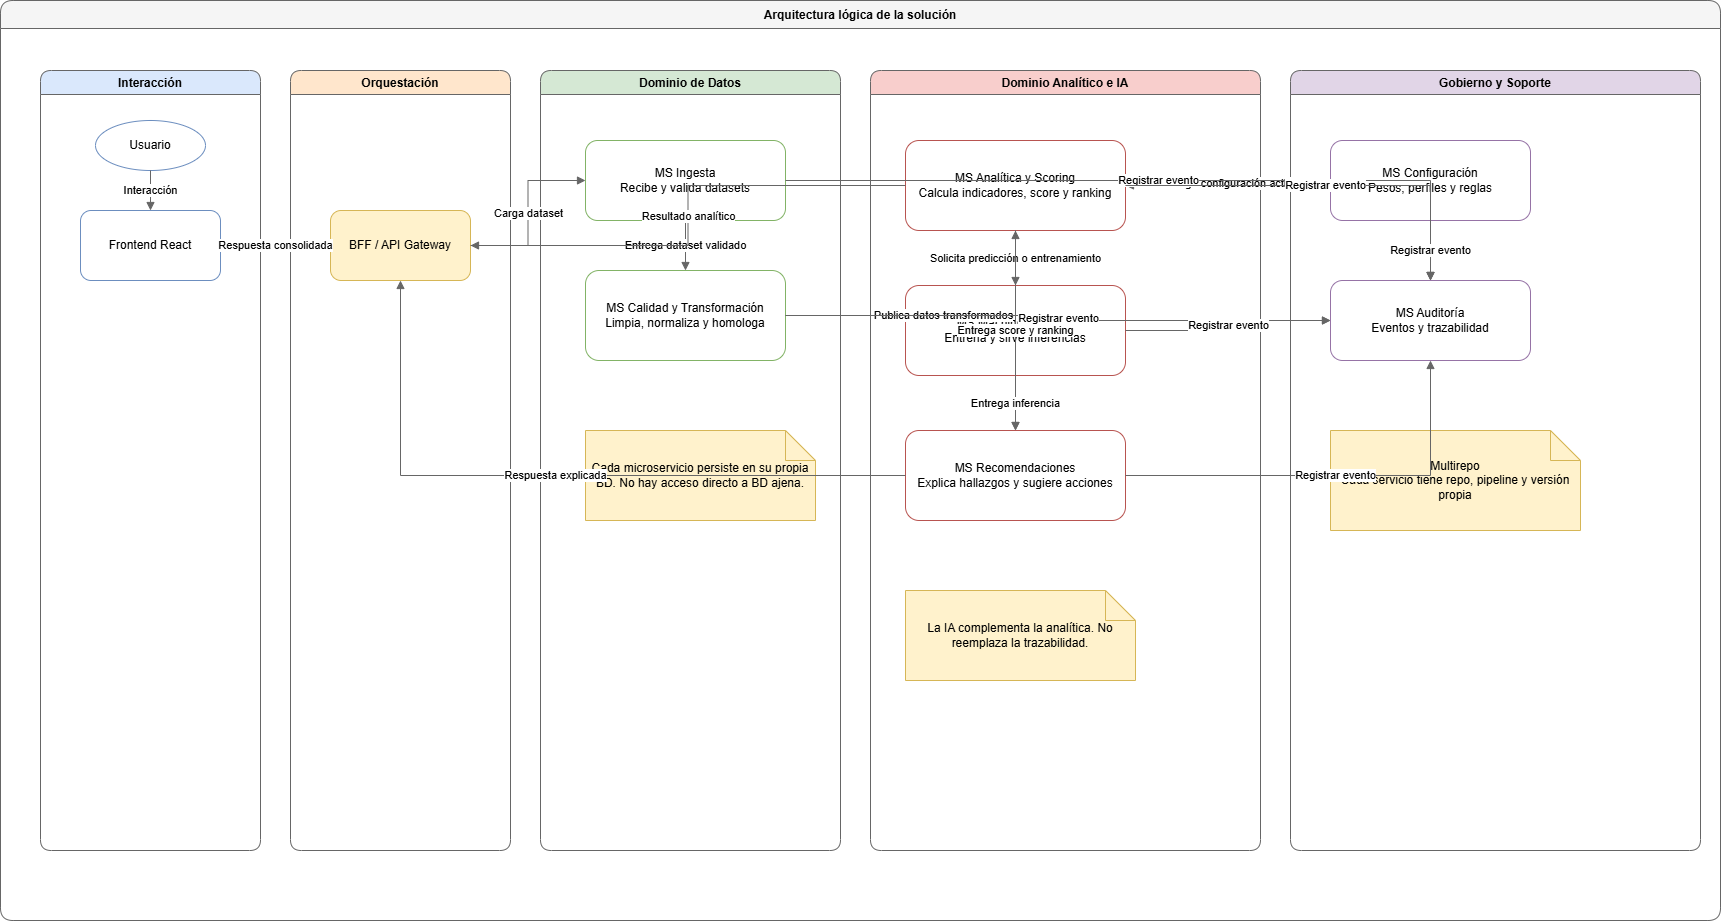 Arquitectura lógica de la solución
Interacción
Usuario
Interacción
Frontend React
Respuesta consolidada
Orquestación
BFF / API Gateway
Carga dataset
Dominio de Datos
MS Ingesta
Recibe y valida datasets
Resultado analítico
Entrega dataset validado
MS Calidad y Transformación
Limpia, normaliza y homologa
Publica datos transformados
Cada microservicio persiste en su propia
BD. No hay acceso directo a BD ajena.
Respuesta explicada
Dominio Analítico e IA
MS Analítica y Scoring
Calcula indicadores, score y ranking
Registrar evento
configuración
Registrar evento
Solicita predicción o entrenamiento
Registrar evento
Entrega score y ranking
Entrena y sirve inferencias
Registrar evento
Entrega inferencia
MS Recomendaciones
Explica hallazgos y sugiere acciones
Registrar evento
La IA complementa la analítica. No
reemplaza la trazabilidad.
Gobierno y Soporte
MS Configuración
Pesos, perfiles y reglas
Registrar evento
MS Auditoría
Eventos y trazabilidad
Multirepo
Cada servicio tiene repo, pipeline y versión
propia